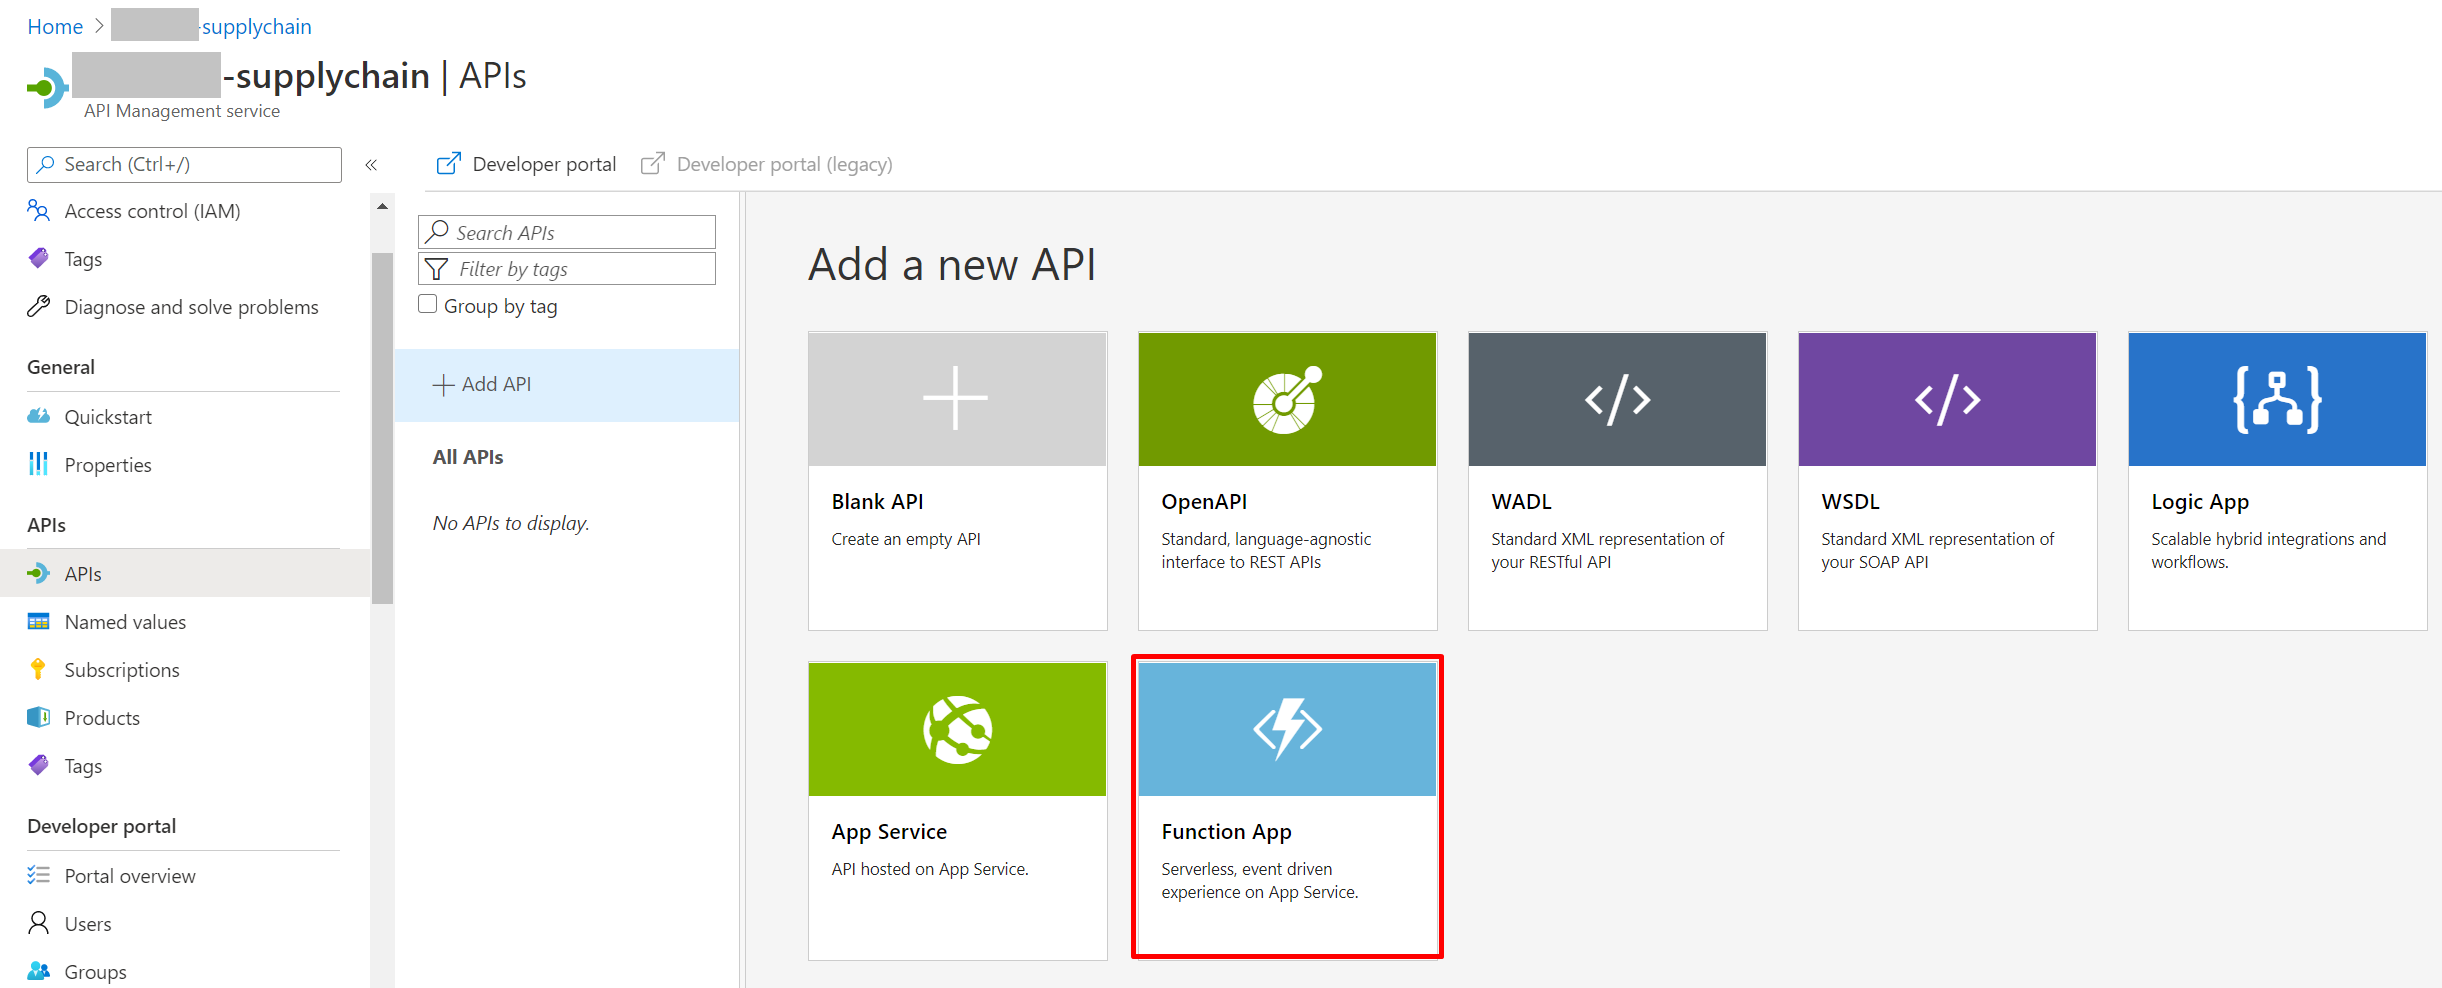 Home > -supplychain
-supplychain | APIs
API Management service
Search (Ctrl+/)
«
Access control (IAM)
Tags
Diagnose and solve problems
General
Quickstart
Properties
APIs
APIs
Named values
Subscriptions
Products
Tags
Developer portal
Portal overview
Users
Groups
Developer portal
Developer portal (legacy)
Search APIs
Filter by tags
Group by tag
+ Add API
All APIs
No APIs to display.
Add a new API
Blank API
Create an empty API
OpenAPI
Standard, language-agnostic
interface to REST APIs
WADL
Standard XML representation of
your RESTful API
WSDL
Standard XML representation of
your SOAP API
Logic App
Scalable hybrid integrations and
workflows.
App Service
API hosted on App Service.
Function App
Serverless, event driven
experience on App Service.